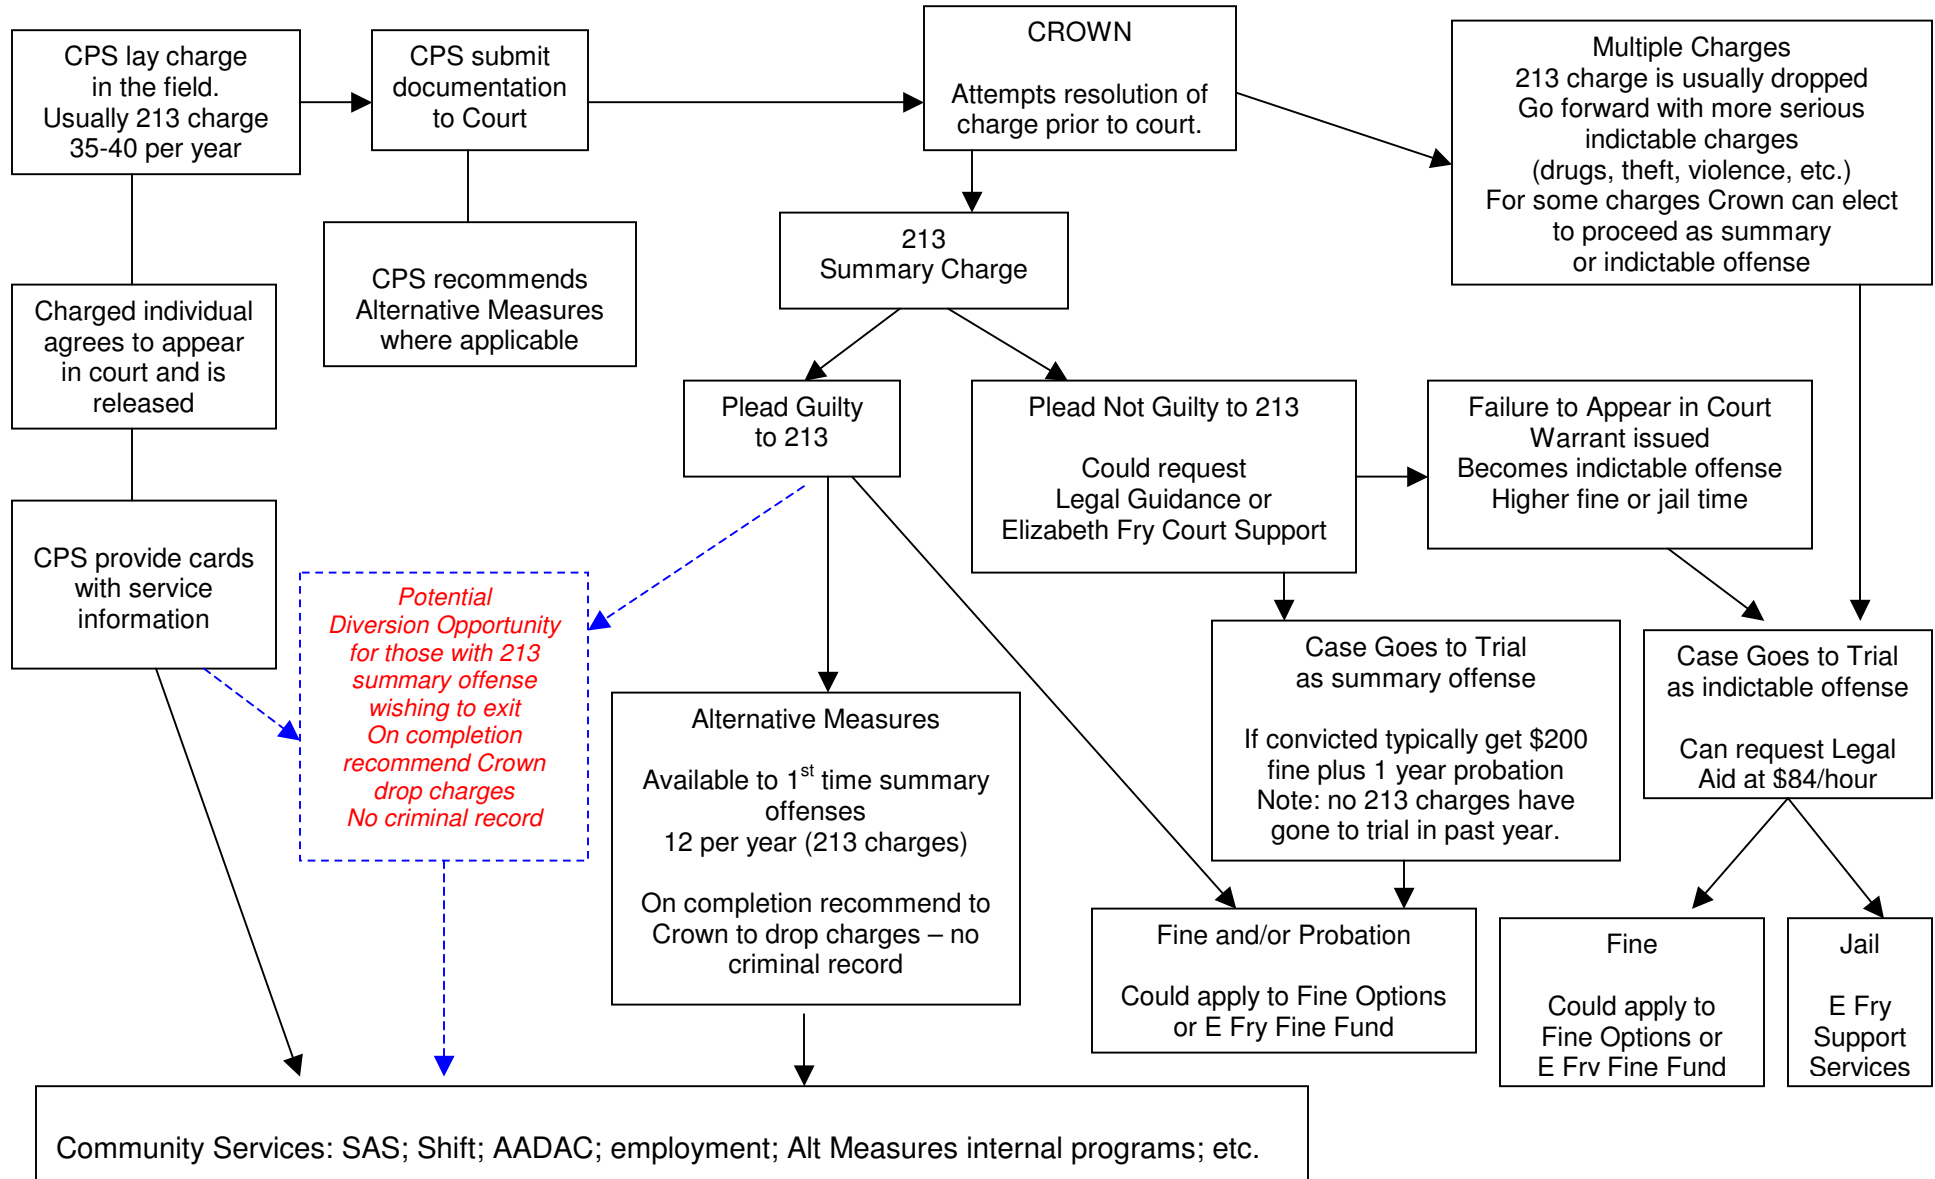 CPS lay charge
in the field.
Usually 213 charge
35-40 per year
CPS submit
documentation
to Court
CROWN
Attempts resolution of
charge prior to court.
Multiple Charges
213 charge is usually dropped
Go forward with more serious
indictable charges
(drugs, theft, violence, etc.)
For some charges Crown can elect
to proceed as summary
or indictable offense
CPS recommends
Alternative Measures
where applicable
213
Summary Charge
Charged individual
agrees to appear
in court and is
released
Plead Guilty
to 213
Plead Not Guilty to 213
Could request
Legal Guidance or
Elizabeth Fry Court Support
Failure to Appear in Court
Warrant issued
Becomes indictable offense
Higher fine or jail time
CPS provide cards
with service
information
Potential
Diversion Opportunity
for those with 213
summary offense
wishing to exit
On completion
recommend Crown
drop charges
No criminal record
Alternative Measures
Available to 1st time summary
offenses
12 per year (213 charges)
On completion recommend to
Crown to drop charges – no
criminal record
Case Goes to Trial
as summary offense
If convicted typically get $200
fine plus 1 year probation
Note: no 213 charges have
gone to trial in past year.
Case Goes to Trial
as indictable offense
Can request Legal
Aid at $84/hour
Fine and/or Probation
Could apply to Fine Options
or E Fry Fine Fund
Fine
Could apply to
Fine Options or
E Fry Fine Fund
Jail
E Fry
Support
Services
Community Services: SAS; Shift; AADAC; employment; Alt Measures internal programs; etc.